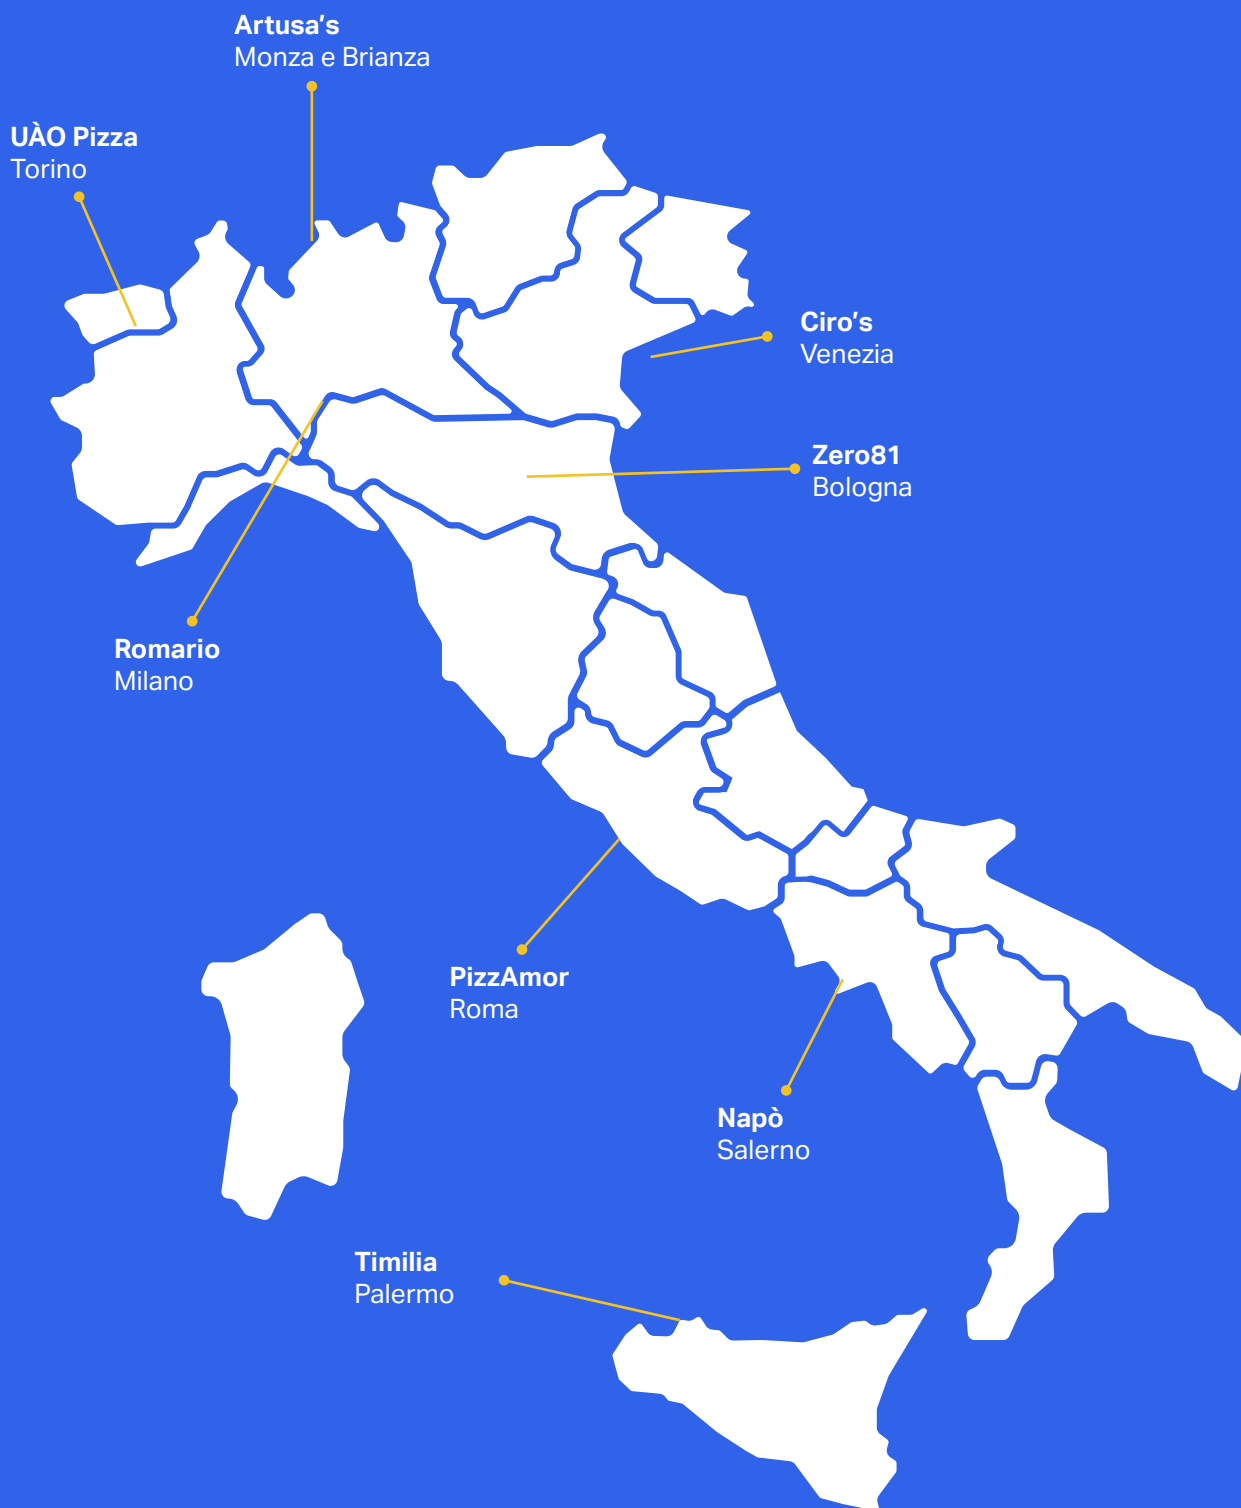 Artusa's
Monza e Brianza
UÀO Pizza
Torino
Ciro's
Venezia
Zero81
Bologna
Romario
Milano
PizzAmor
Roma
Napò
Salerno
Timilia
Palermo